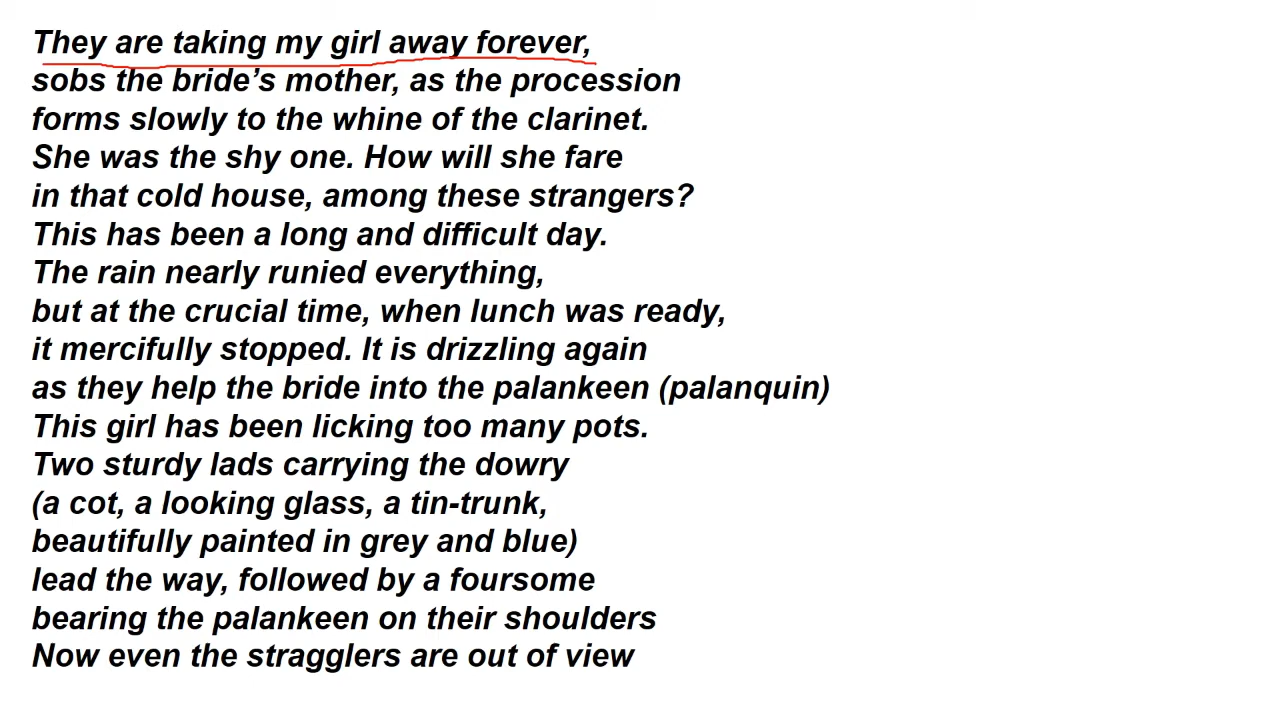 They are taking my girl away forever,
sobs the bride’s mother, as the procession
forms slowly to the whine of the clarinet.
She was the shy one. How will she fare
in that cold house, among these strangers?
This has been a long and difficult day.
The rain nearly runied everything,
but at the crucial time, when lunch was ready,
it mercifully stopped. It is drizzling again
as they help the bride into the palankeen (palanquin)
This girl has been licking too many pots.
Two sturdy lads carrying the dowry
(a cot, a looking glass, a tin-trunk,
beautifully painted in grey and blue)
lead the way, followed by a foursome
bearing the palankeen on their shoulders
Now even the stragglers are out of view